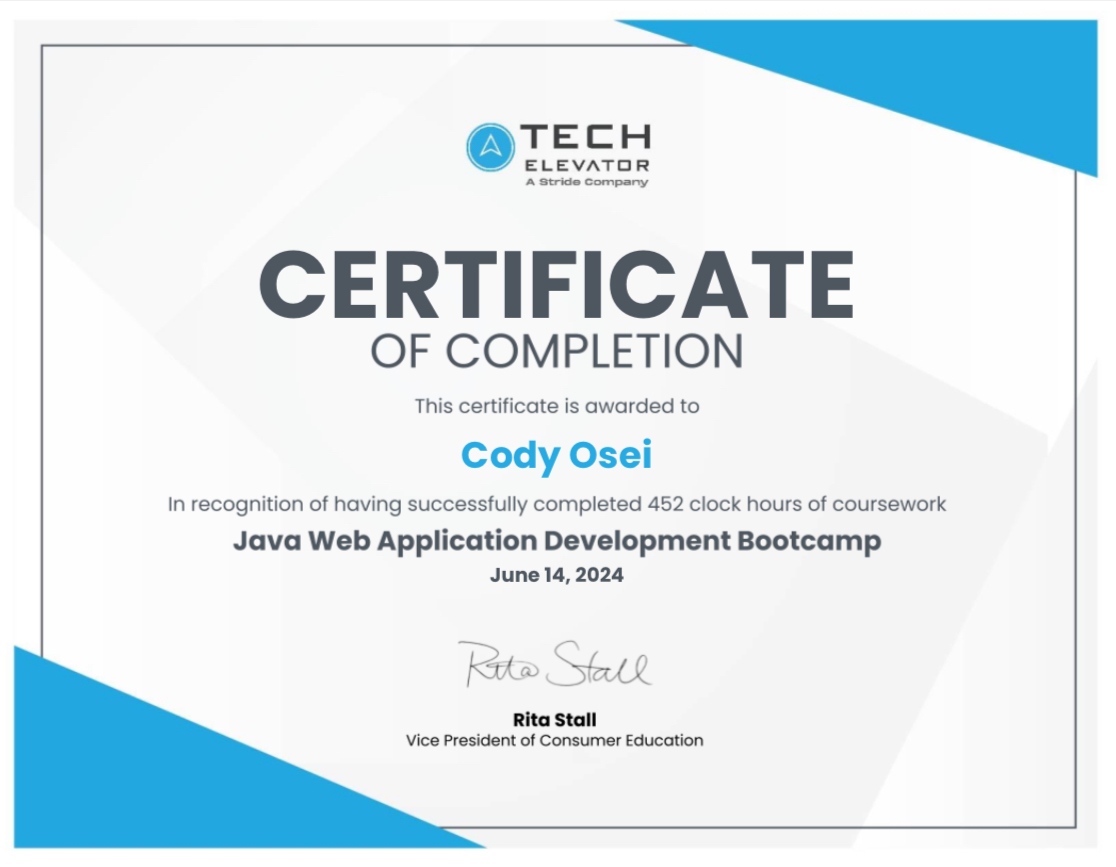 TECH
ELEVATOR
A Stride Company
CERTIFICATE
OF COMPLETION
This certificate is awarded to
Cody Osei
In recognition of having successfully completed 452 clock hours of coursework
Java Web Application Development Bootcamp
June 14, 2024
Rita Stall
Rita Stall
Vice President of Consumer Education